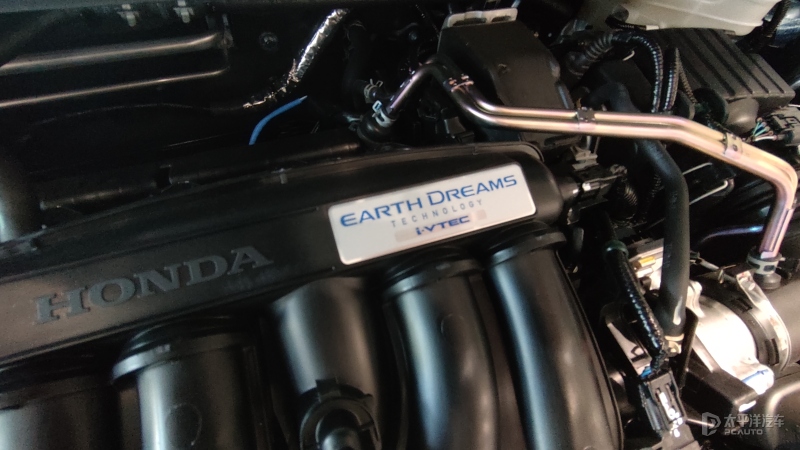 EARTH DREAMS
TECHNOLOGY
i-VTEC
HONDA
太平洋汽车
PCAUTO